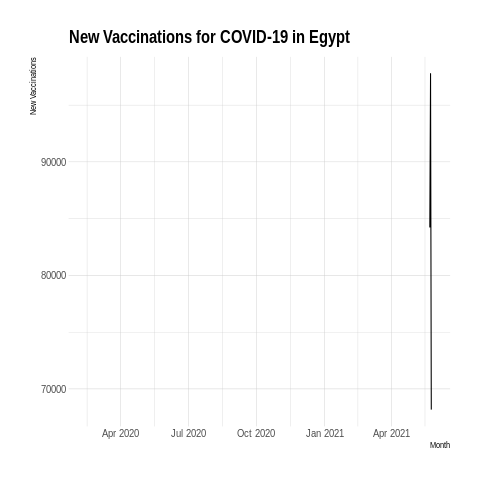 New Vaccinations for COVID-19 in Egypt
New Vaccinations
90000
80000
70000
Apr 2020 Jul 2020 Oct 2020 Jan 2021 Apr 2021
Month